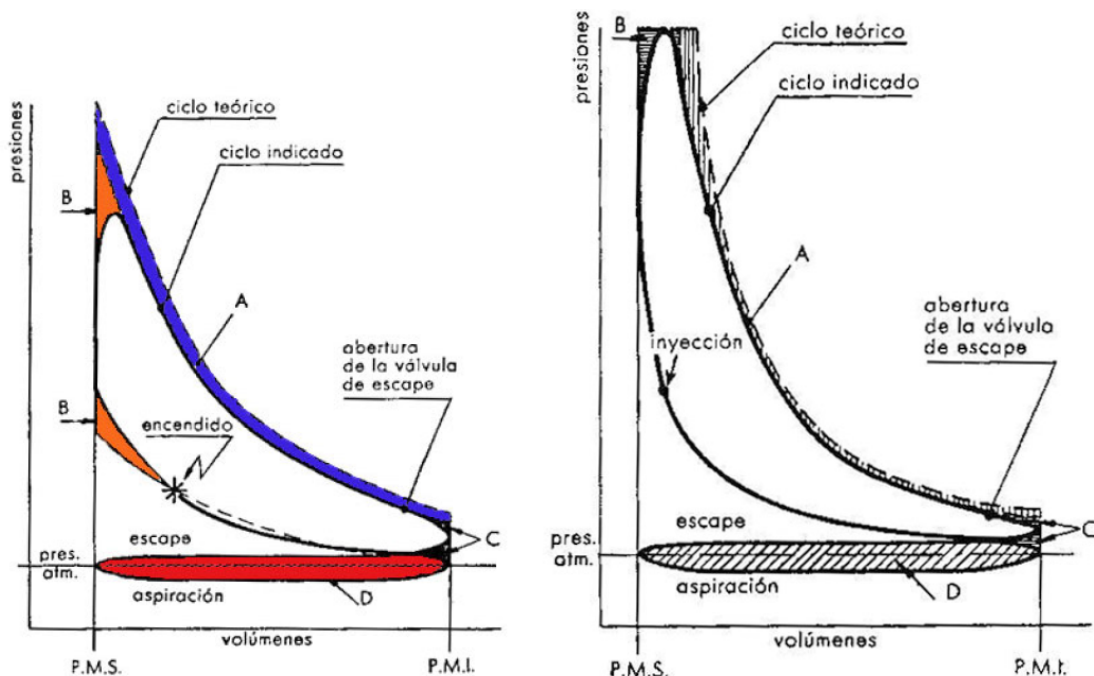 presiones
ciclo teórico
ciclo indicado
B
A
abertura
de la válvula
de escape
B
encendido
escape
C
pres.
atm.
aspiración
D
volúmenes
P.M.S.
P.M.I.
presiones
B
ciclo teórico
ciclo indicado
A
abertura
de la válvula
de escape
inyección
escape
C
pres.
atm.
aspiración
D
volúmenes
P.M.S.
P.M.I.